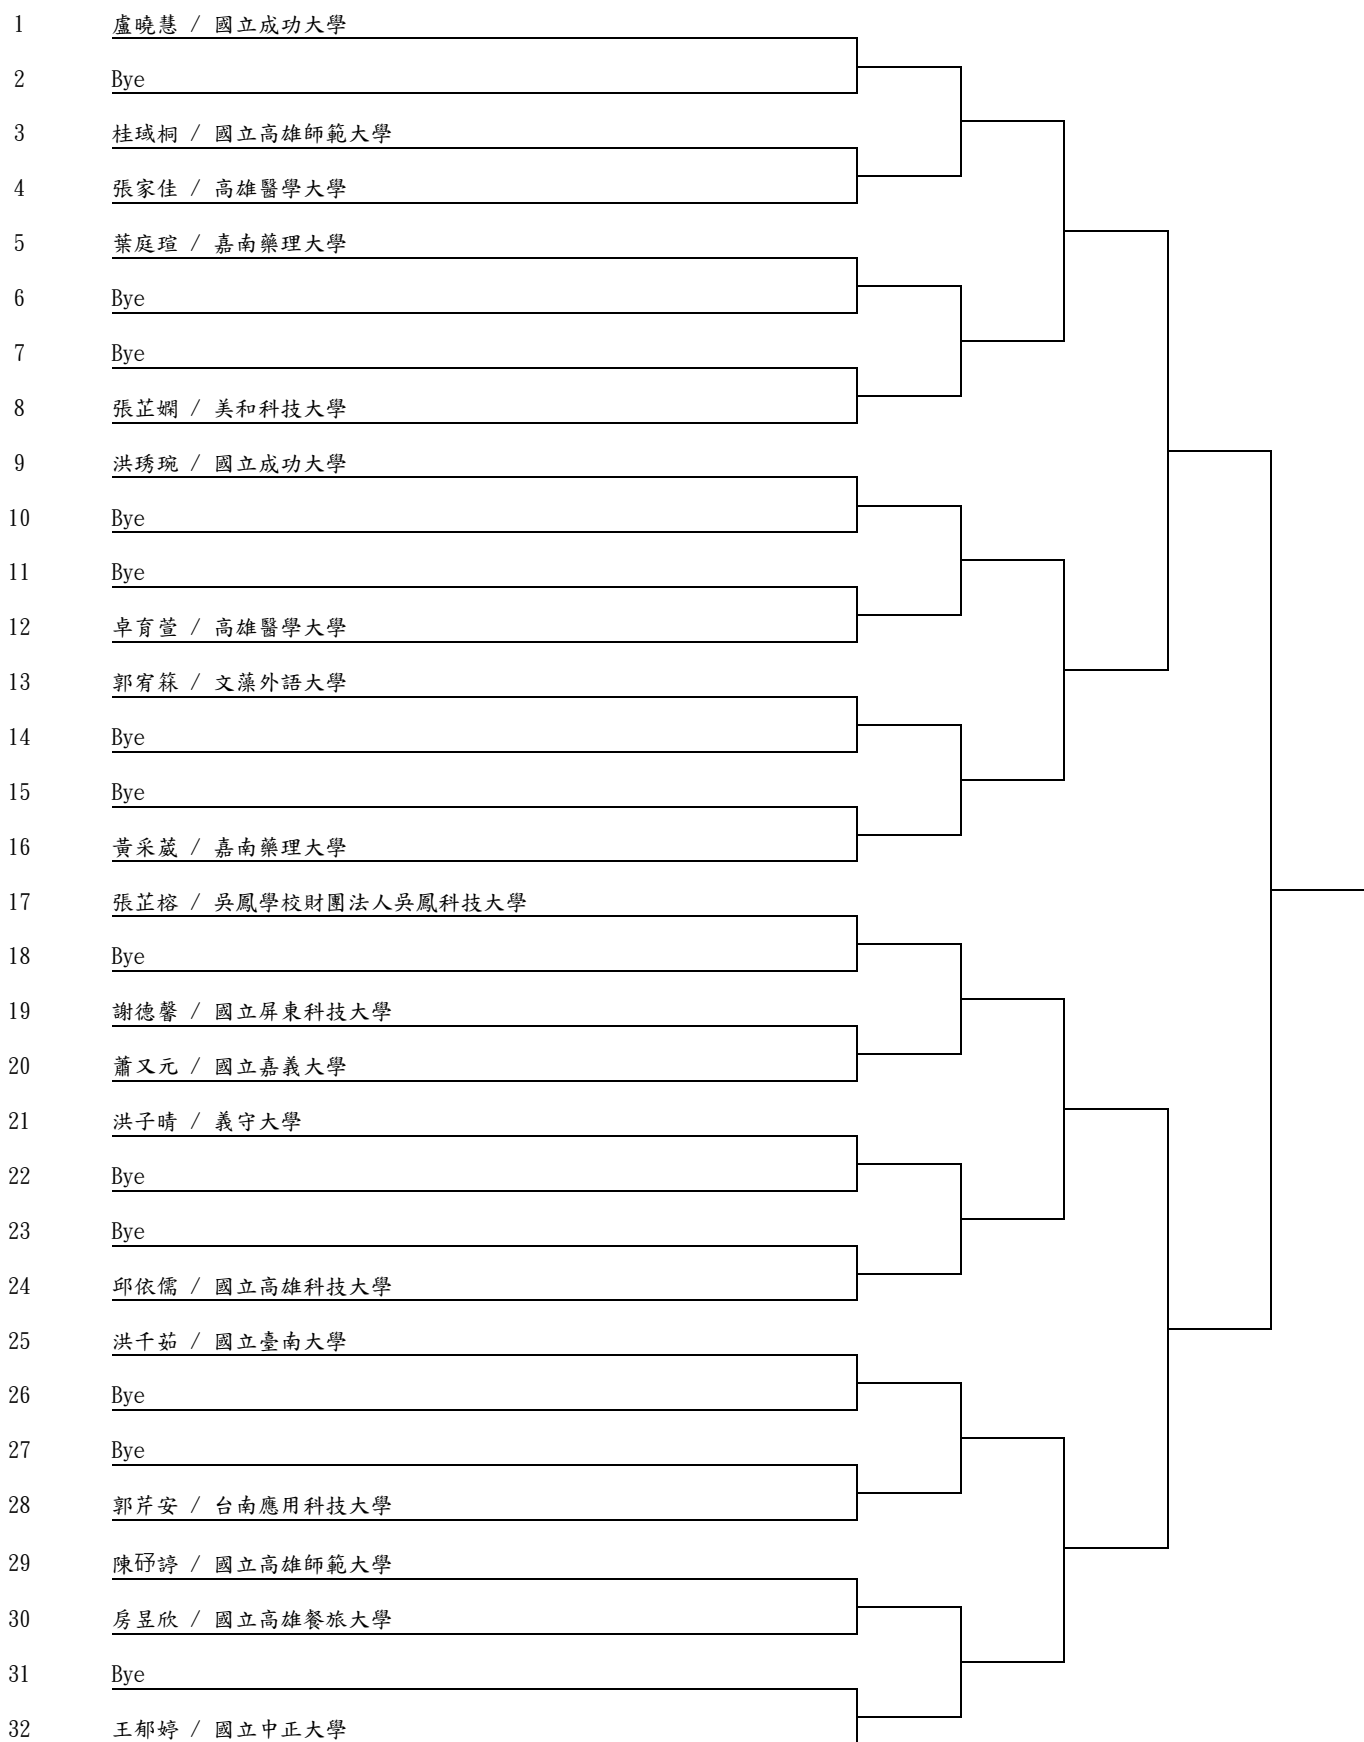 1 盧曉慧 / 國立成功大學
2 Bye
3 桂珹桐 / 國立高雄師範大學
4 張家佳 / 高雄醫學大學
5 葉庭瑄 / 嘉南藥理大學
6 Bye
7 Bye
8 張芷嫻 / 美和科技大學
9 洪琇琬 / 國立成功大學
10 Bye
11 Bye
12 卓育萱 / 高雄醫學大學
13 郭宥箖 / 文藻外語大學
14 Bye
15 Bye
16 黃采葳 / 嘉南藥理大學
17 張芷榕 / 吳鳳學校財團法人吳鳳科技大學
18 Bye
19 謝德馨 / 國立屏東科技大學
20 蕭又元 / 國立嘉義大學
21 洪子晴 / 義守大學
22 Bye
23 Bye
24 邱依儒 / 國立高雄科技大學
25 洪千茹 / 國立臺南大學
26 Bye
27 Bye
28 郭芹安 / 台南應用科技大學
29 陳矷諪 / 國立高雄師範大學
30 房昱欣 / 國立高雄餐旅大學
31 Bye
32 王郁婷 / 國立中正大學